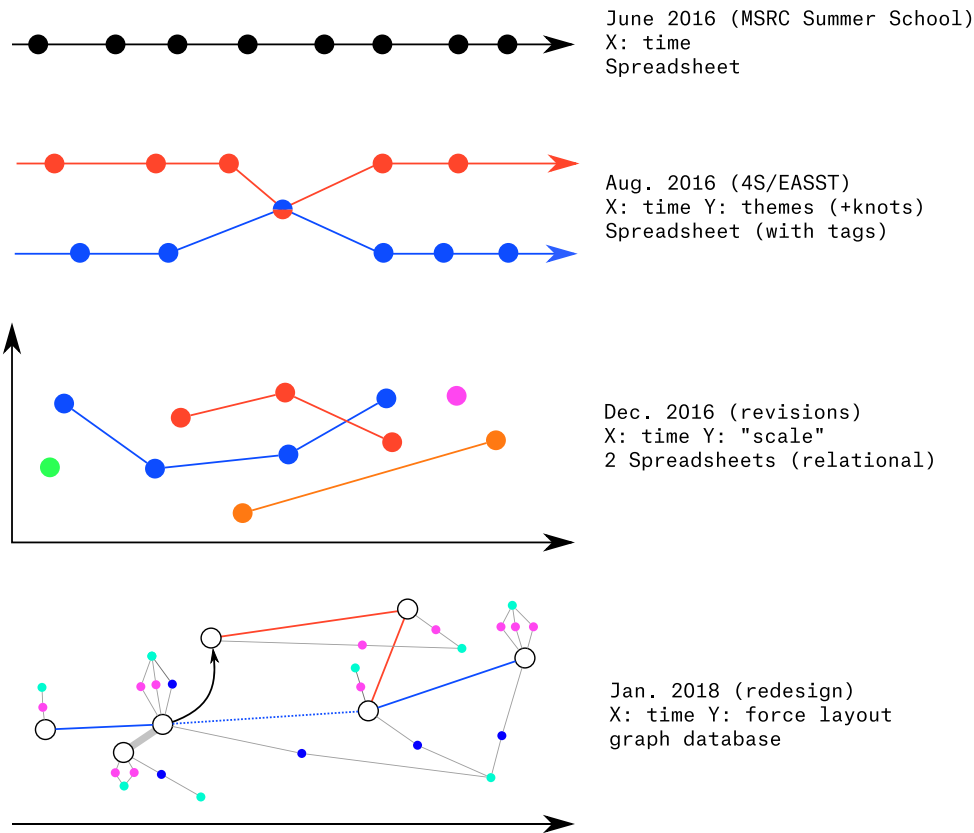 June 2016 (MSRC Summer School)
X: time
Spreadsheet
Aug. 2016 (4S/EASST)
X: time Y: themes (+knots)
Spreadsheet (with tags)
Dec. 2016 (revisions)
X: time Y: "scale"
2 Spreadsheets (relational)
Jan. 2018 (redesign)
X: time Y: force layout
graph database